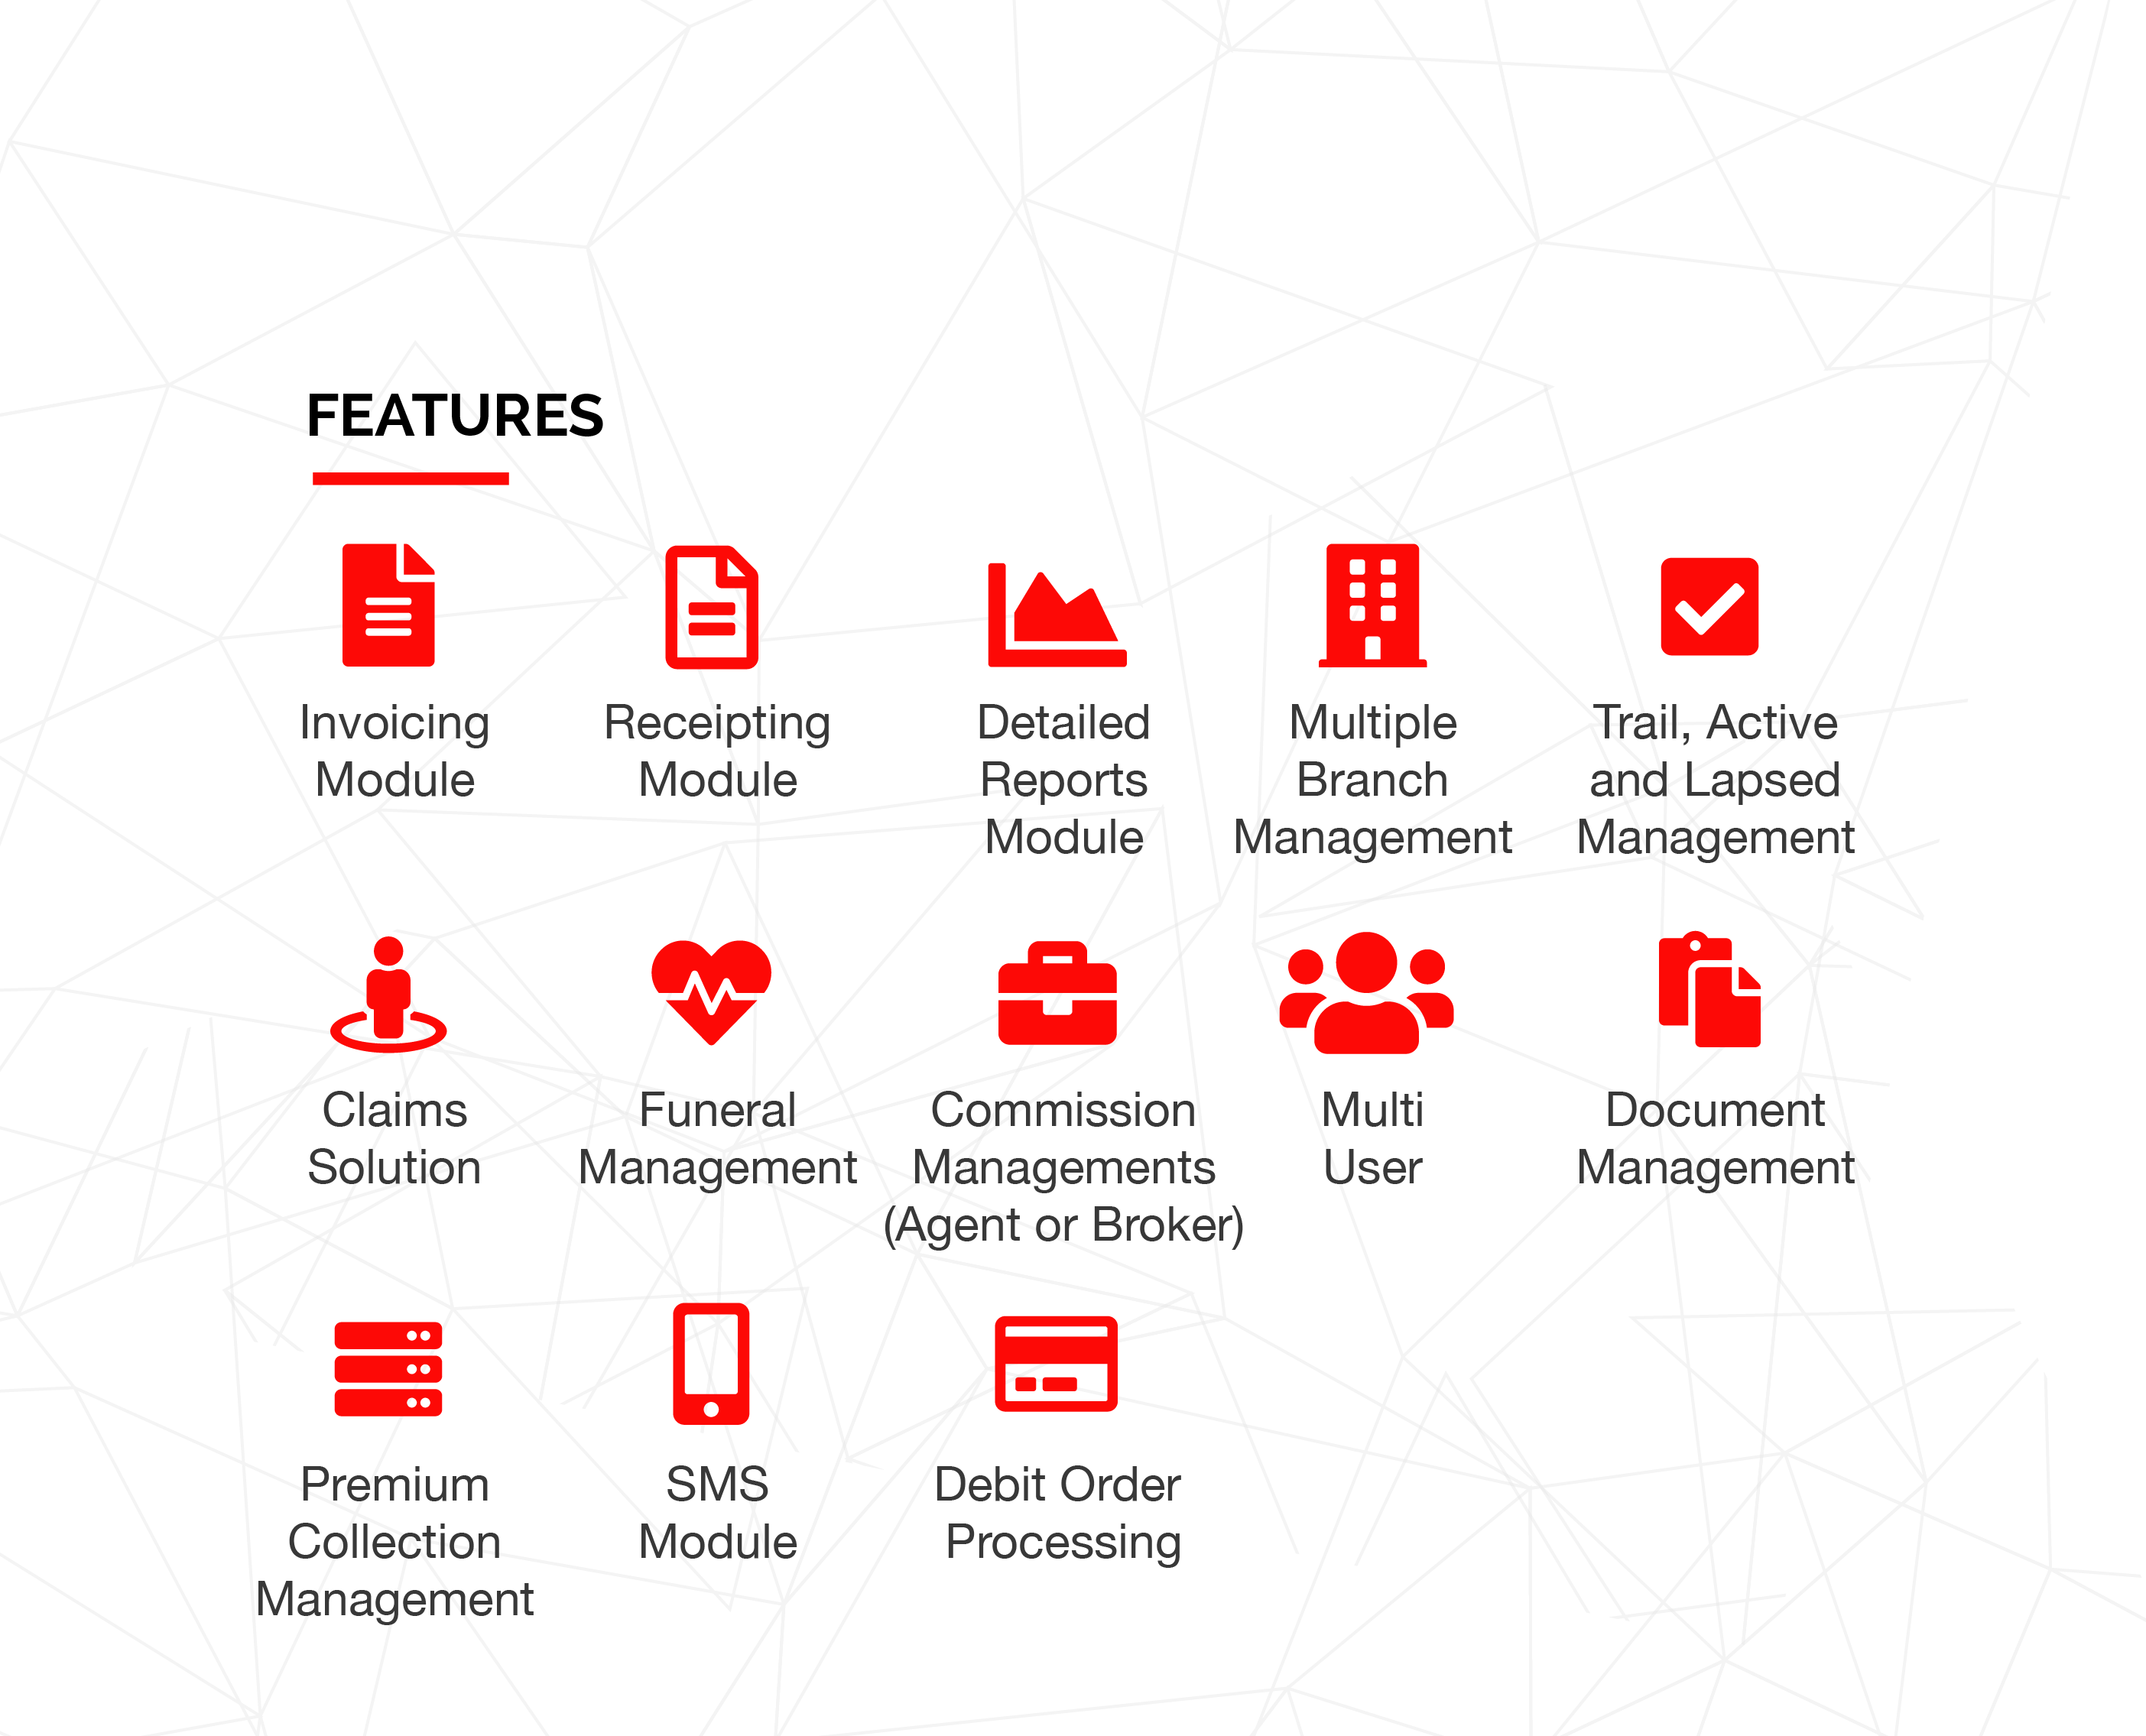 FEATURES
Invoicing
Module
Receipting
Module
Detailed
Reports
Module
Multiple
Branch
Management
Trail, Active
and Lapsed
Management
Claims
Solution
Funeral
Management
Commission
Managements
(Agent or Broker)
Multi
User
Document
Management
Premium
Collection
Management
SMS
Module
Debit Order
Processing